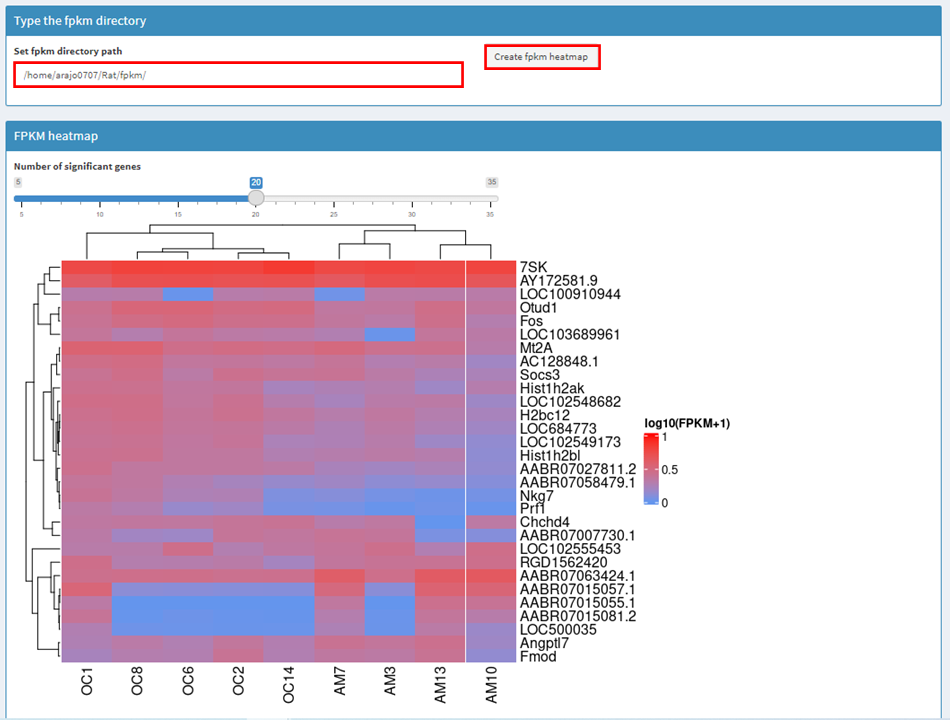 Type the fpkm directory
Set fpkm directory path
/home/arajo0707/Rat/fpkm/
Create fpkm heatmap
FPKM heatmap
Number of significant genes
5 20 35
5 10 15 20 25 30 35
7SK
AY172581.9
LOC100910944
Otud1
Fos
LOC103689961
Mt2A
AC128848.1
Socs3
Hist1h2ak
LOC102548682
H2bc12
LOC684773
LOC102549173
Hist1h2bl
AABR07027811.2
AABR07058479.1
Nkg7
Prf1
Chchd4
AABR07007730.1
LOC102555453
RGD1562420
AABR07063424.1
AABR07015057.1
AABR07015055.1
AABR07015081.2
LOC500035
Angptl7
Fmod
log10(FPKM+1)
1
0.5
0
OC1 OC8 OC6 OC2 OC14 AM7 AM3 AM13 AM10